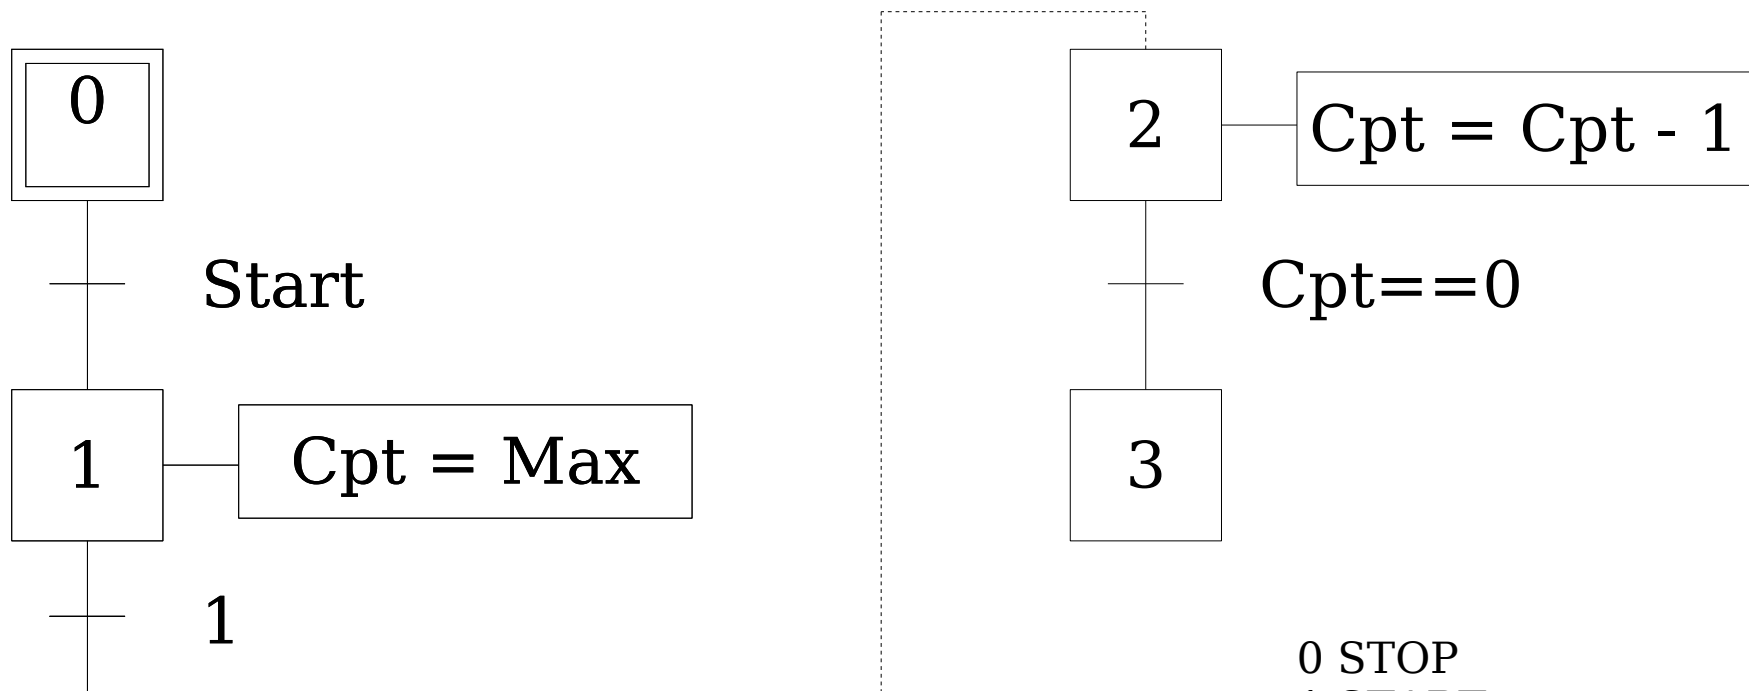 0
Start
1
Cpt = Max
1
2
Cpt = Cpt - 1
Cpt==0
3
0 STOP